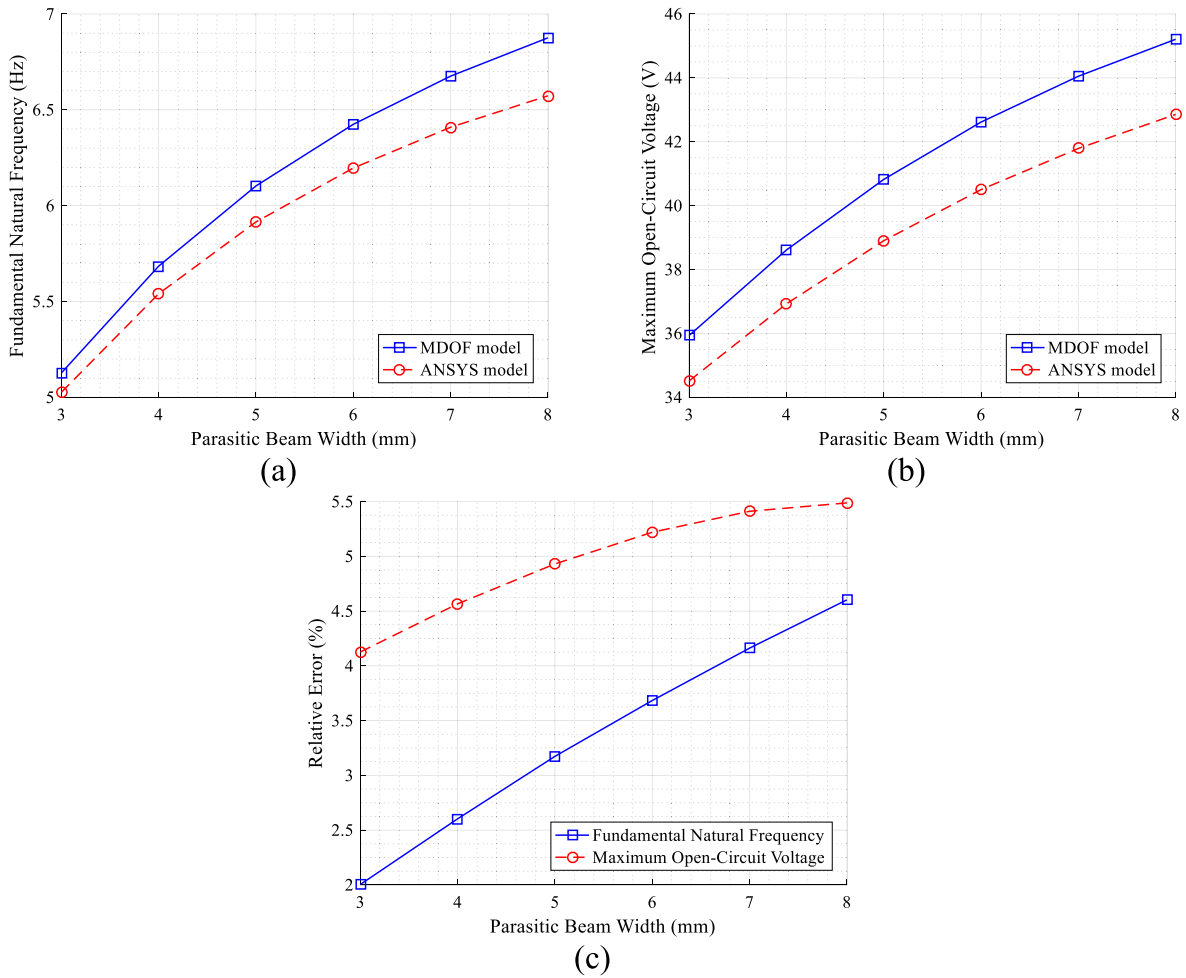 Fundamental Natural Frequency (Hz)
7
6.5
6
5.5
5
3 4 5 6 7 8
Parasitic Beam Width (mm)
MDOF model
ANSYS model
(a)
Maximum Open-Circuit Voltage (V)
46
44
42
40
38
36
34
3 4 5 6 7 8
Parasitic Beam Width (mm)
MDOF model
ANSYS model
(b)
Relative Error (%)
5.5
5
4.5
4
3.5
3
2.5
2
3 4 5 6 7 8
Parasitic Beam Width (mm)
Fundamental Natural Frequency
Maximum Open-Circuit Voltage
(c)